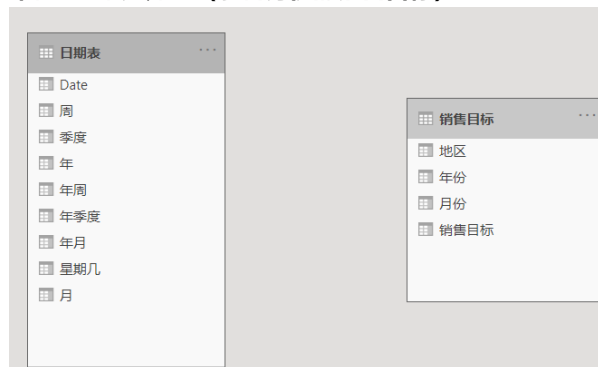 日期表
Date
周
季度
年
年周
年季度
年月
星期几
月
销售目标
地区
年份
月份
销售目标